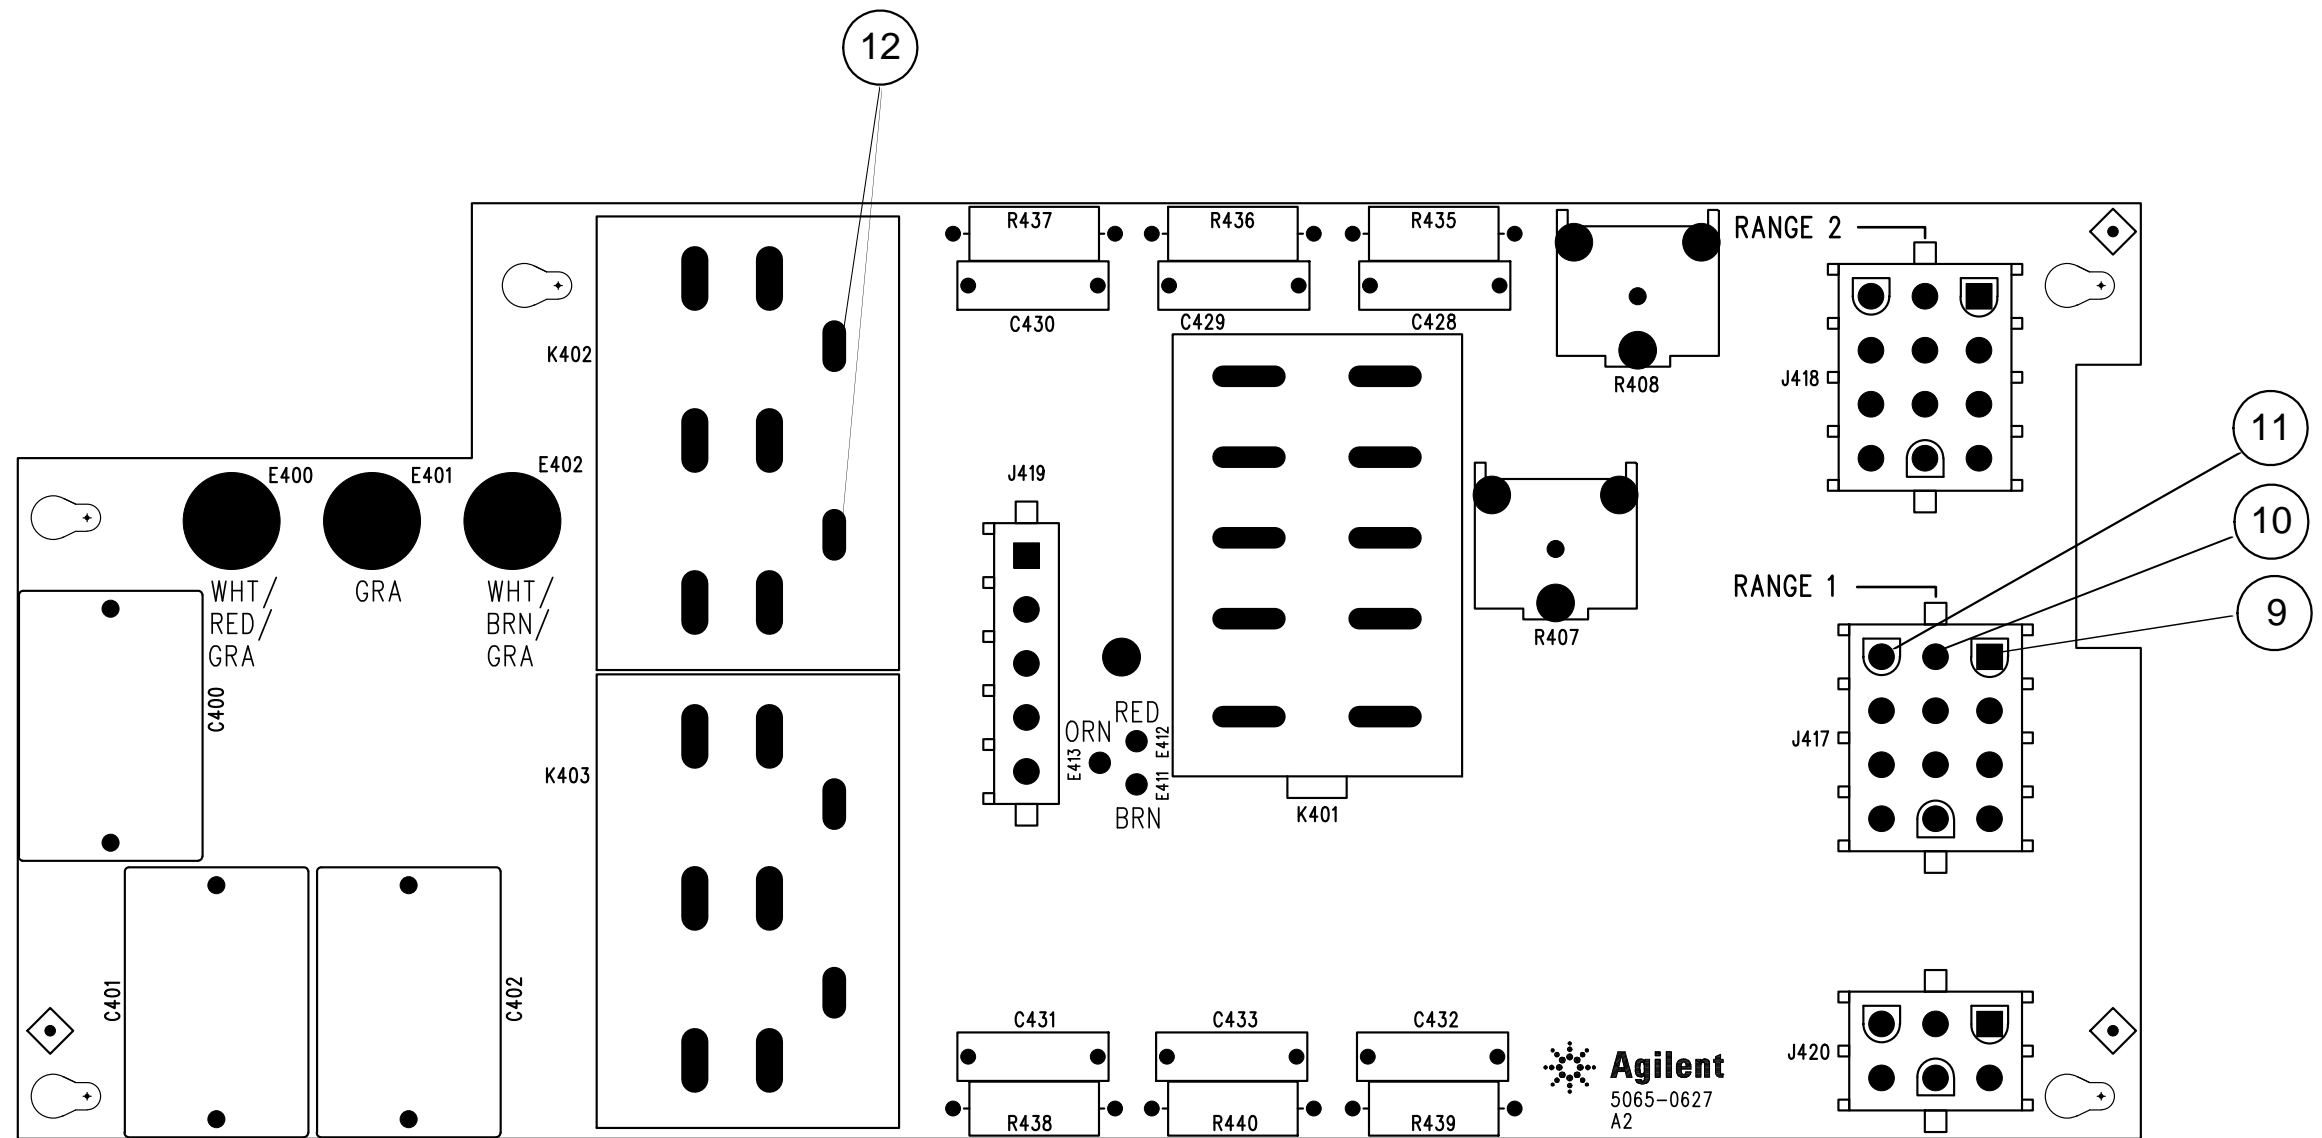 12
R437
R436
R435
RANGE 2
C430
C429
C428
K402
R408
J418
11
E400
E401
E402
J419
10
WHT/
RED/
GRA
GRA
WHT/
BRN/
GRA
RANGE 1
9
R407
C400
RED
ORN
E412
E413
E411
BRN
J417
K403
K401
C401
C402
C431
C433
C432
J420
Agilent
5065-0627
A2
R438
R440
R439